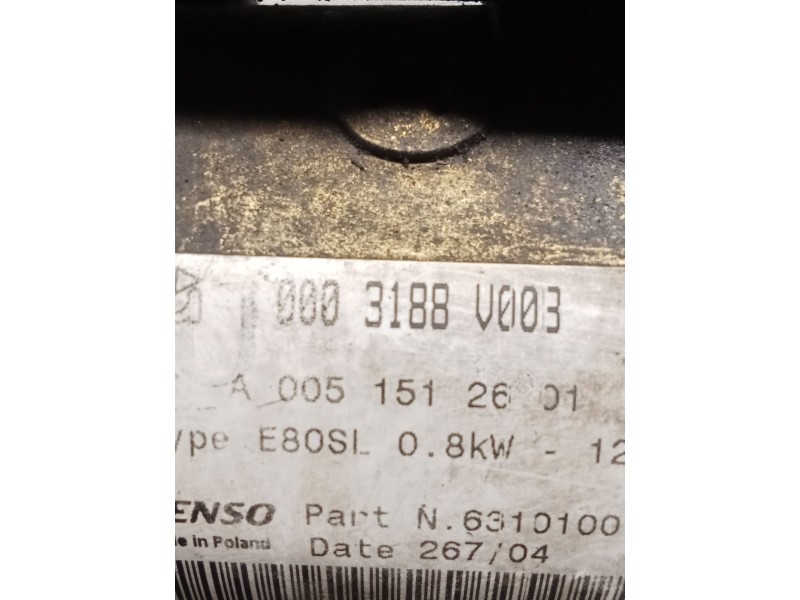 000 3188 V003
A 005 151 26 01
ype E80SL 0.8kW - 12
ENSO Part N.6310100
e in Poland Date 267/04